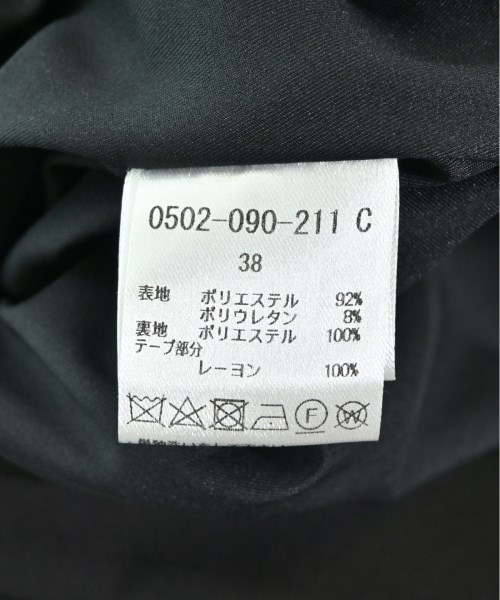 0502-090-211 C
38
表地 ポリエステル 92%
ポリウレタン 8%
裏地 ポリエステル 100%
テープ部分
レーヨン 100%
F W